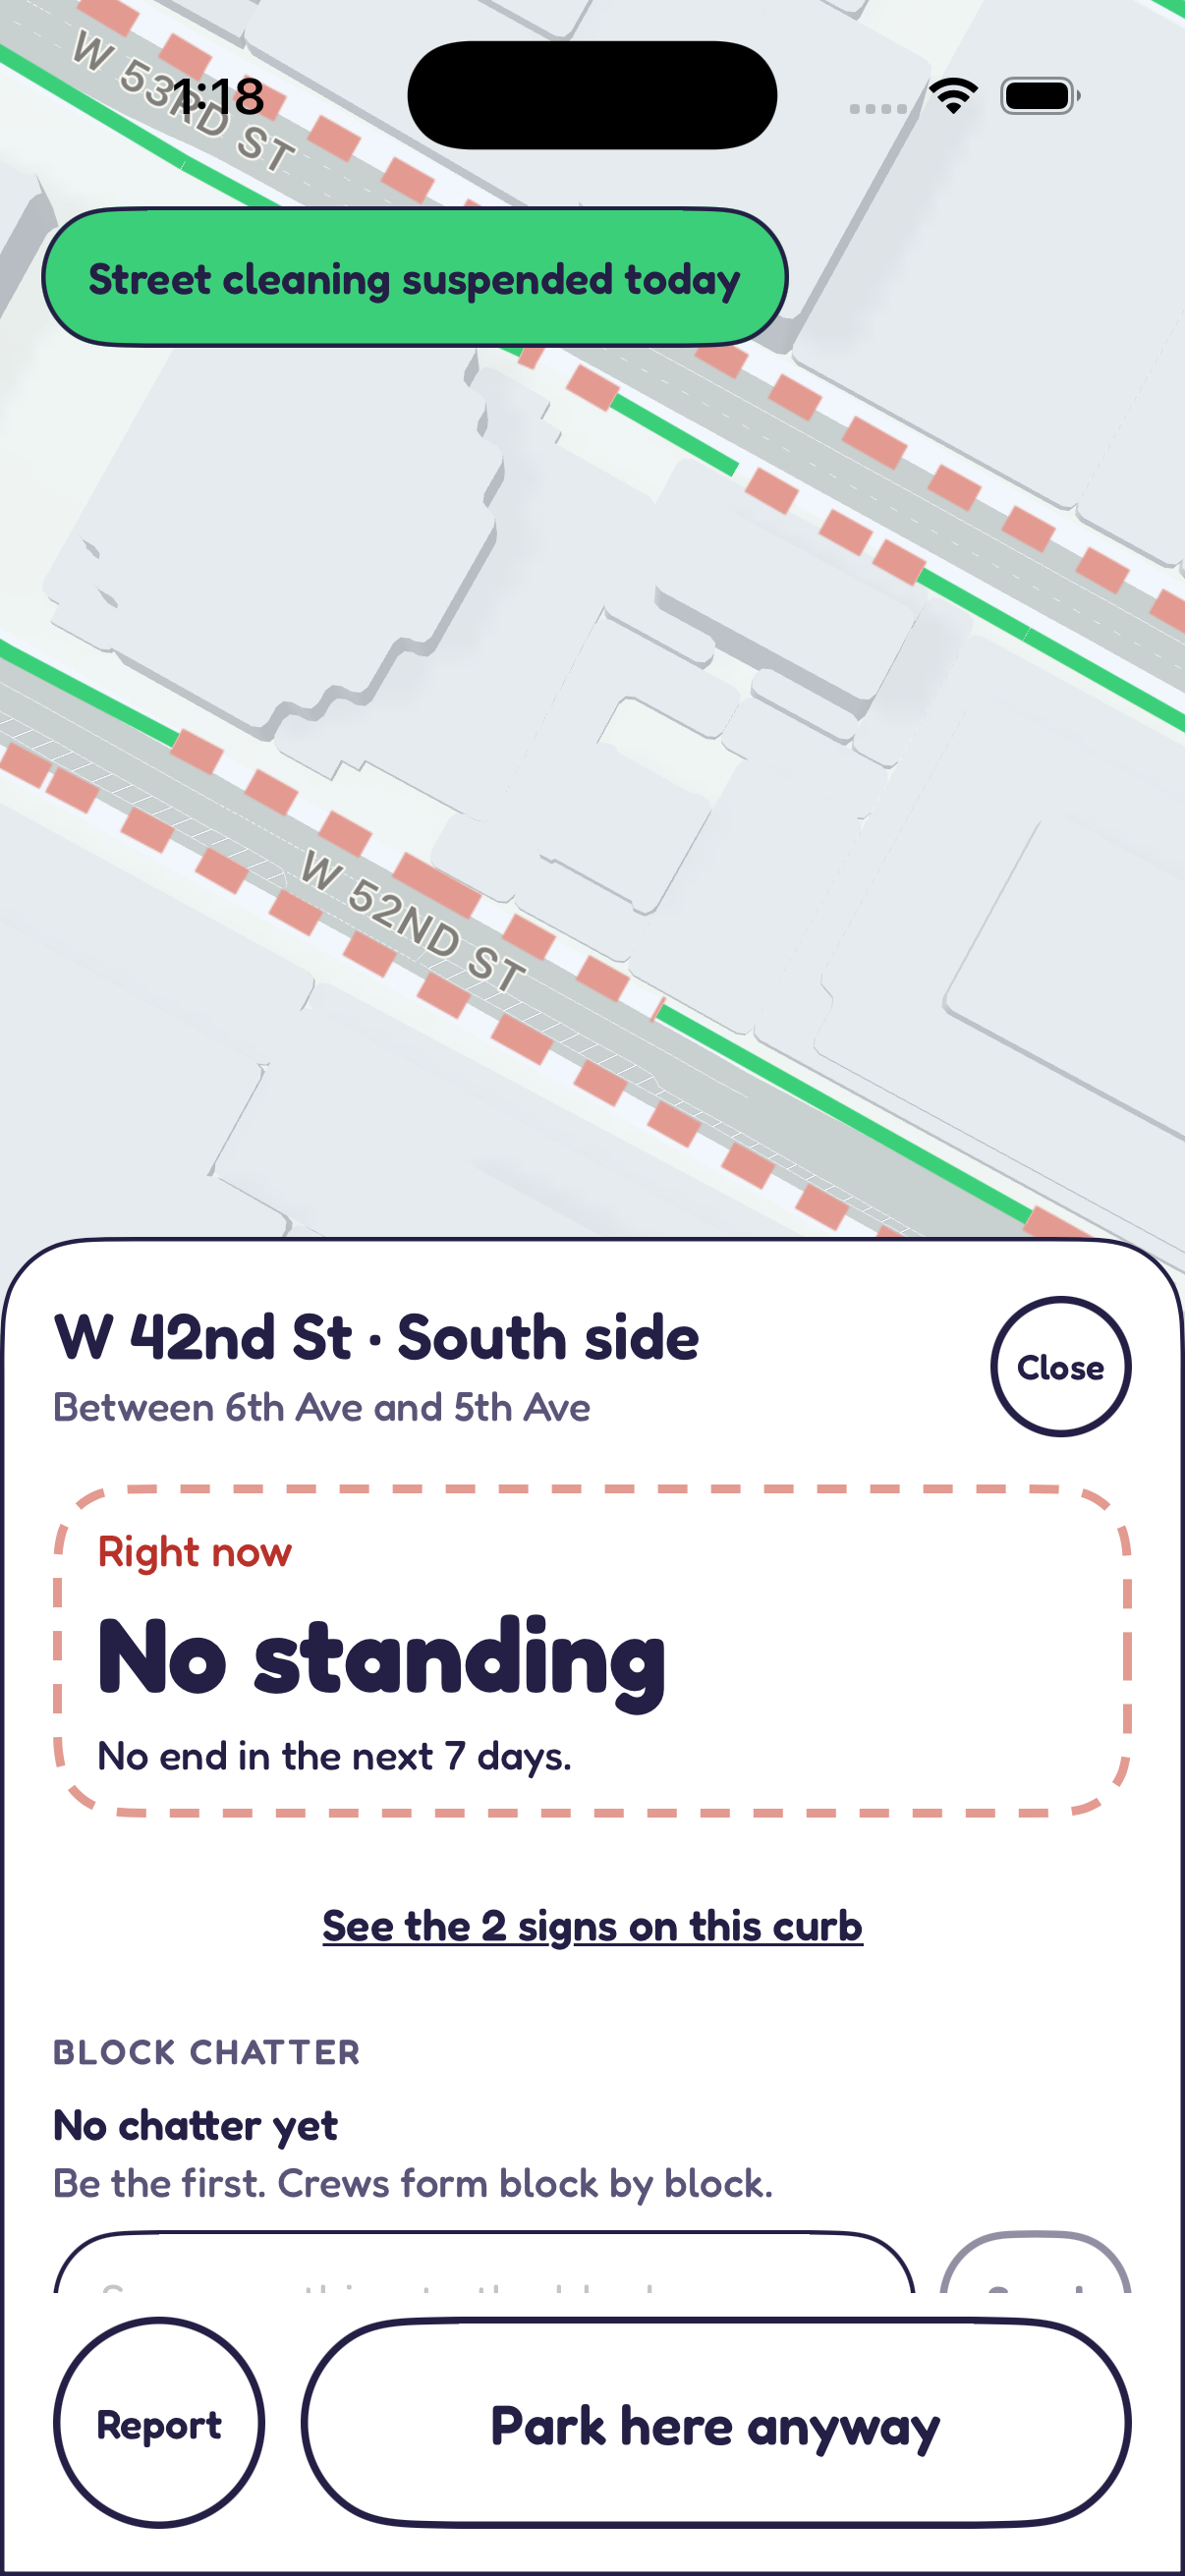 W 53RD ST
1:18
Street cleaning suspended today
W 52ND ST
W 42nd St · South side
Between 6th Ave and 5th Ave
Close
Right now
No standing
No end in the next 7 days.
See the 2 signs on this curb
BLOCK CHATTER
No chatter yet
Be the first. Crews form block by block.
Report
Park here anyway